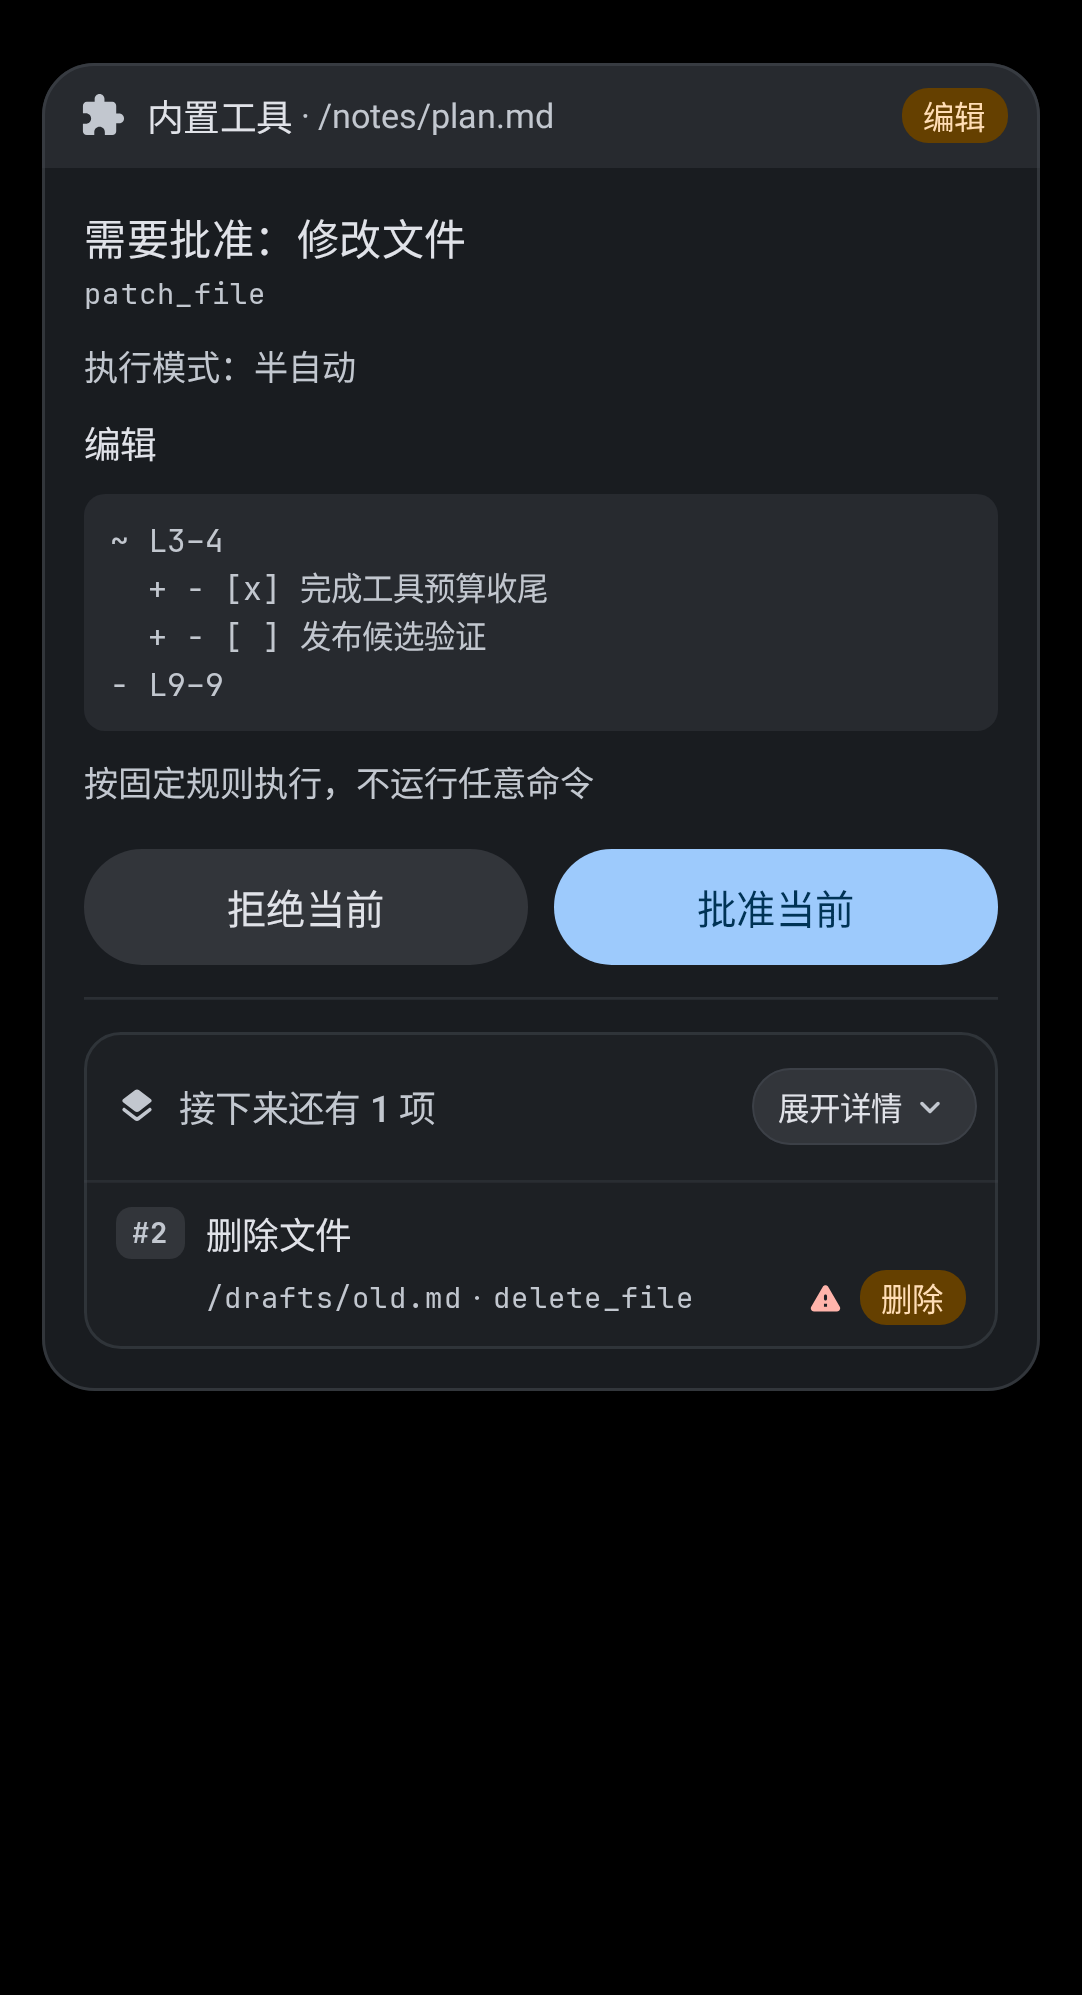 内置工具 · /notes/plan.md 编辑
需要批准：修改文件
patch_file
执行模式：半自动
编辑
~ L3–4
  + - [x] 完成工具预算收尾
  + - [ ] 发布候选验证
- L9–9
按固定规则执行，不运行任意命令
拒绝当前 批准当前
接下来还有 1 项 展开详情
#2 删除文件
/drafts/old.md · delete_file 删除